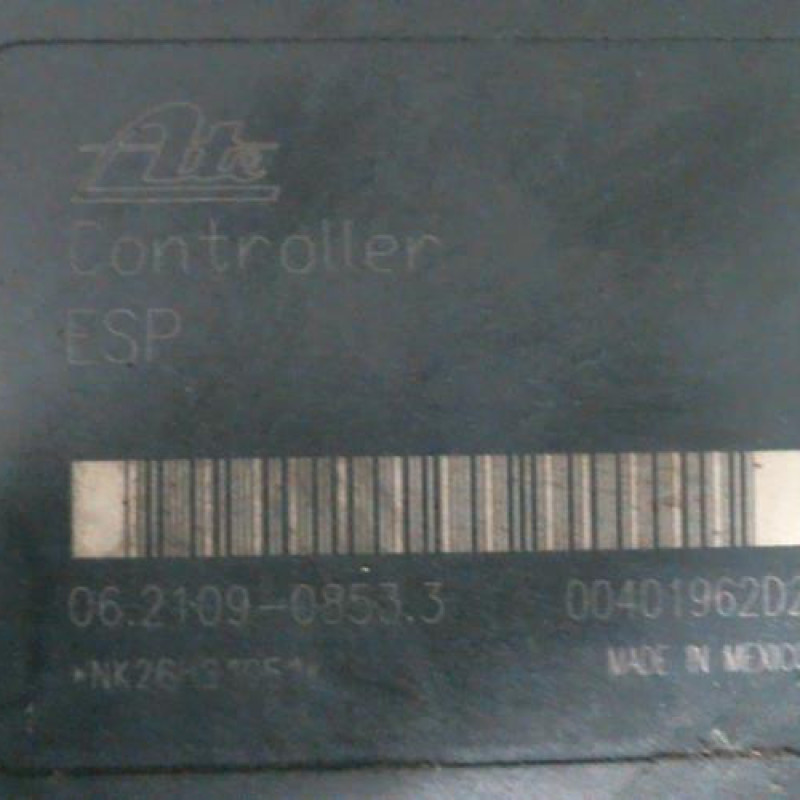 Ate
Controller
ESP
06.2109-0853.3 00401962D2
MADE IN MEXICO